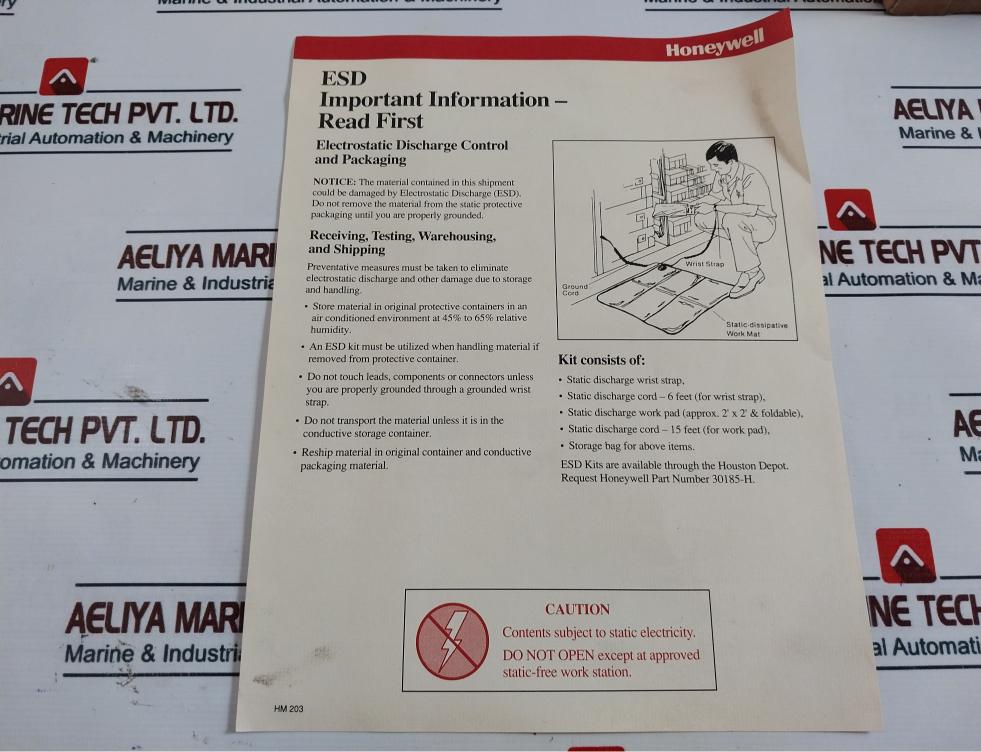 Marine & Industrial Automation & Machinery
Honeywell
ESD
Important Information –
Read First
Electrostatic Discharge Control
and Packaging
NOTICE: The material contained in this shipment
could be damaged by Electrostatic Discharge (ESD).
Do not remove the material from the static protective
packaging until you are properly grounded.
Receiving, Testing, Warehousing,
and Shipping
Preventative measures must be taken to eliminate
electrostatic discharge and other damage due to storage
and handling.
• Store material in original protective containers in an
air conditioned environment at 45% to 65% relative
humidity.
• An ESD kit must be utilized when handling material if
removed from protective container.
• Do not touch leads, components or connectors unless
you are properly grounded through a grounded wrist
strap.
• Do not transport the material unless it is in the
conductive storage container.
• Reship material in original container and conductive
packaging material.
Wrist Strap
Ground
Cord
Static-dissipative
Work Mat
Kit consists of:
• Static discharge wrist strap,
• Static discharge cord – 6 feet (for wrist strap),
• Static discharge work pad (approx. 2' x 2' & foldable),
• Static discharge cord – 15 feet (for work pad),
• Storage bag for above items.
ESD Kits are available through the Houston Depot.
Request Honeywell Part Number 30185-H.
CAUTION
Contents subject to static electricity.
DO NOT OPEN except at approved
static-free work station.
HM 203
RINE TECH PVT. LTD.
rial Automation & Machinery
AELIYA MARI
Marine & Industria
TECH PVT. LTD.
omation & Machinery
AELIYA MARI
Marine & Industri
AELIYA
Marine &
NE TECH PVT
al Automation & Ma
AE
Ma
NE TECH
al Automati